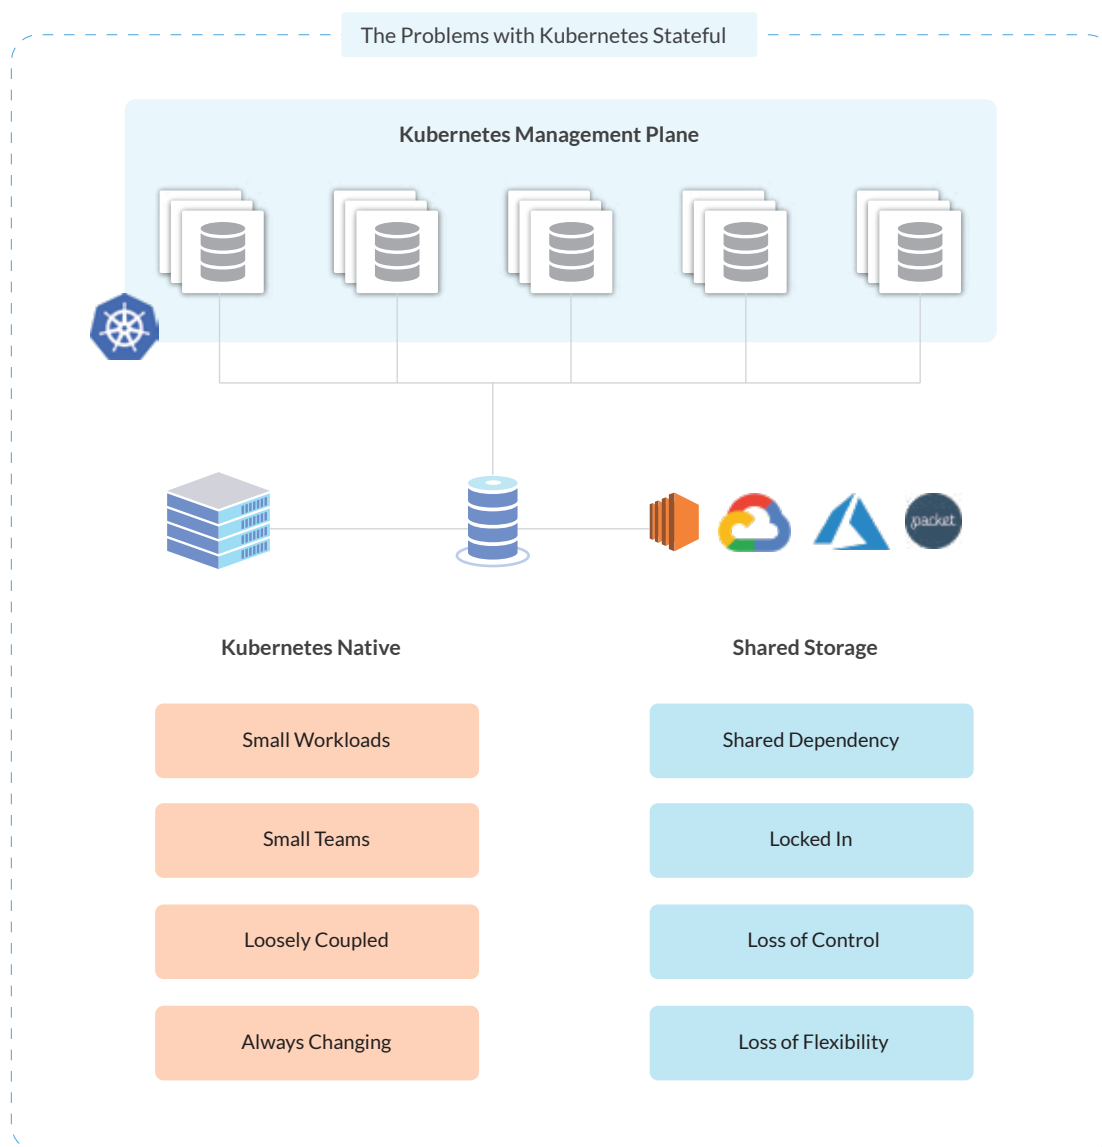 The Problems with Kubernetes Stateful
Kubernetes Management Plane
packet
Kubernetes Native
Shared Storage
Small Workloads
Shared Dependency
Small Teams
Locked In
Loosely Coupled
Loss of Control
Always Changing
Loss of Flexibility